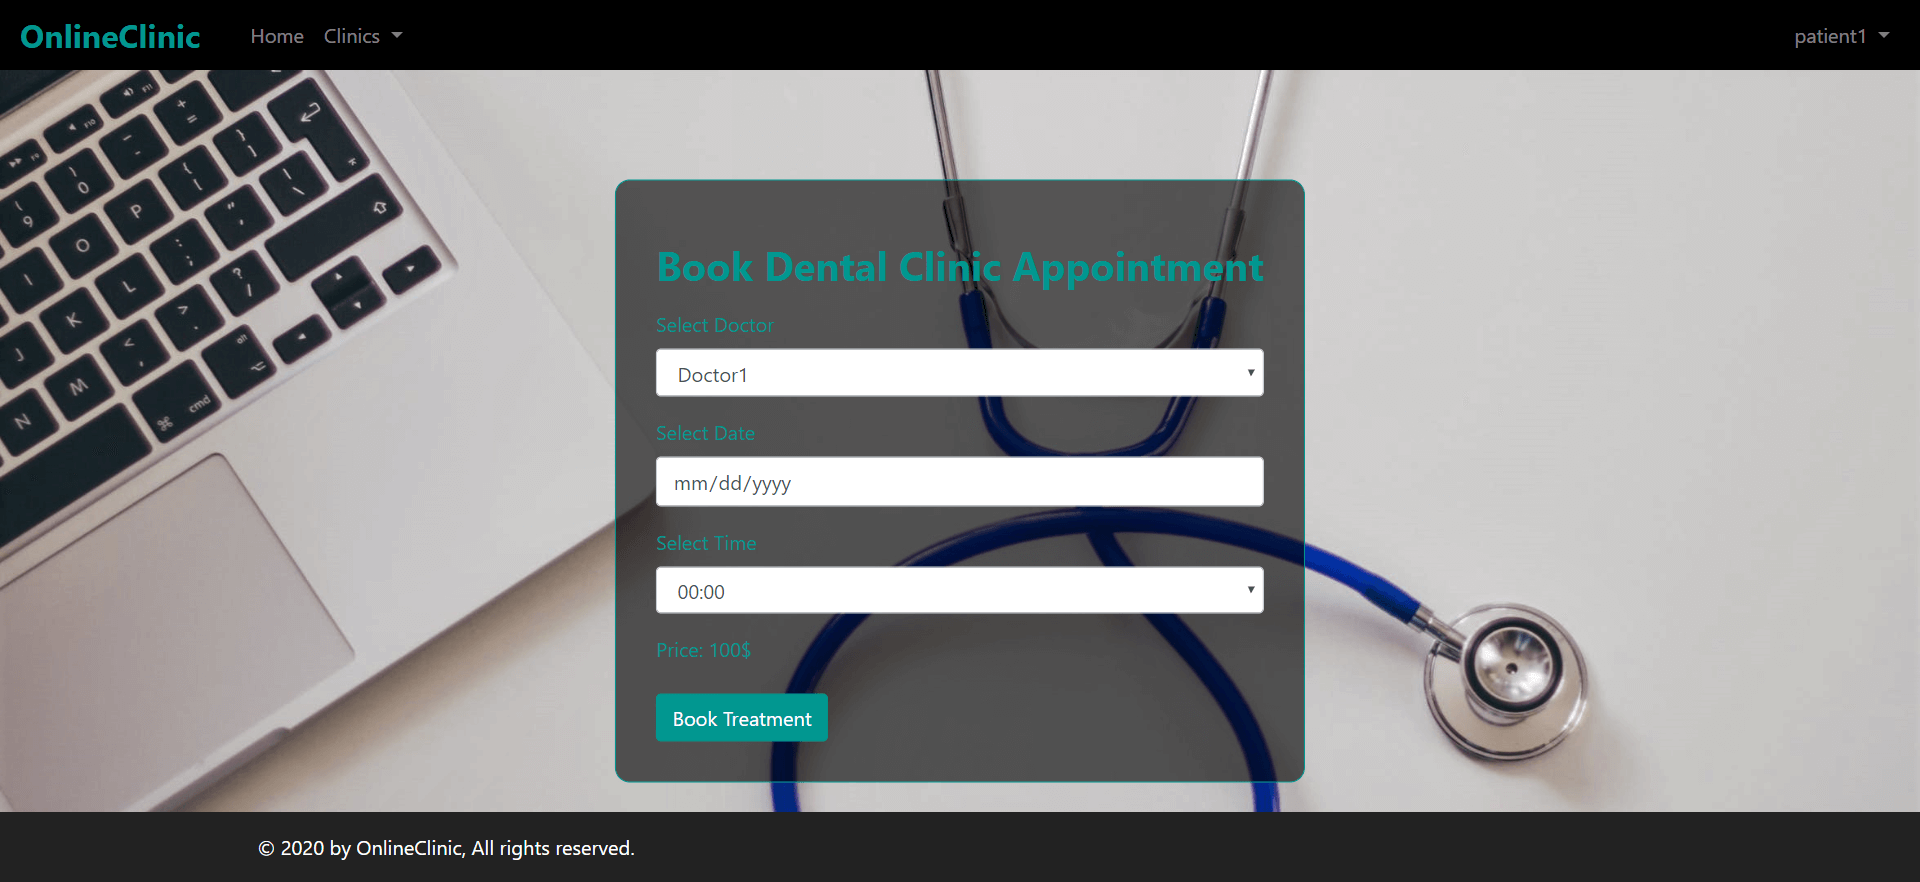 OnlineClinic Home Clinics patient1
Book Dental Clinic Appointment
Select Doctor
Doctor1
Select Date
mm/dd/yyyy
Select Time
00:00
Price: 100$
Book Treatment
© 2020 by OnlineClinic, All rights reserved.